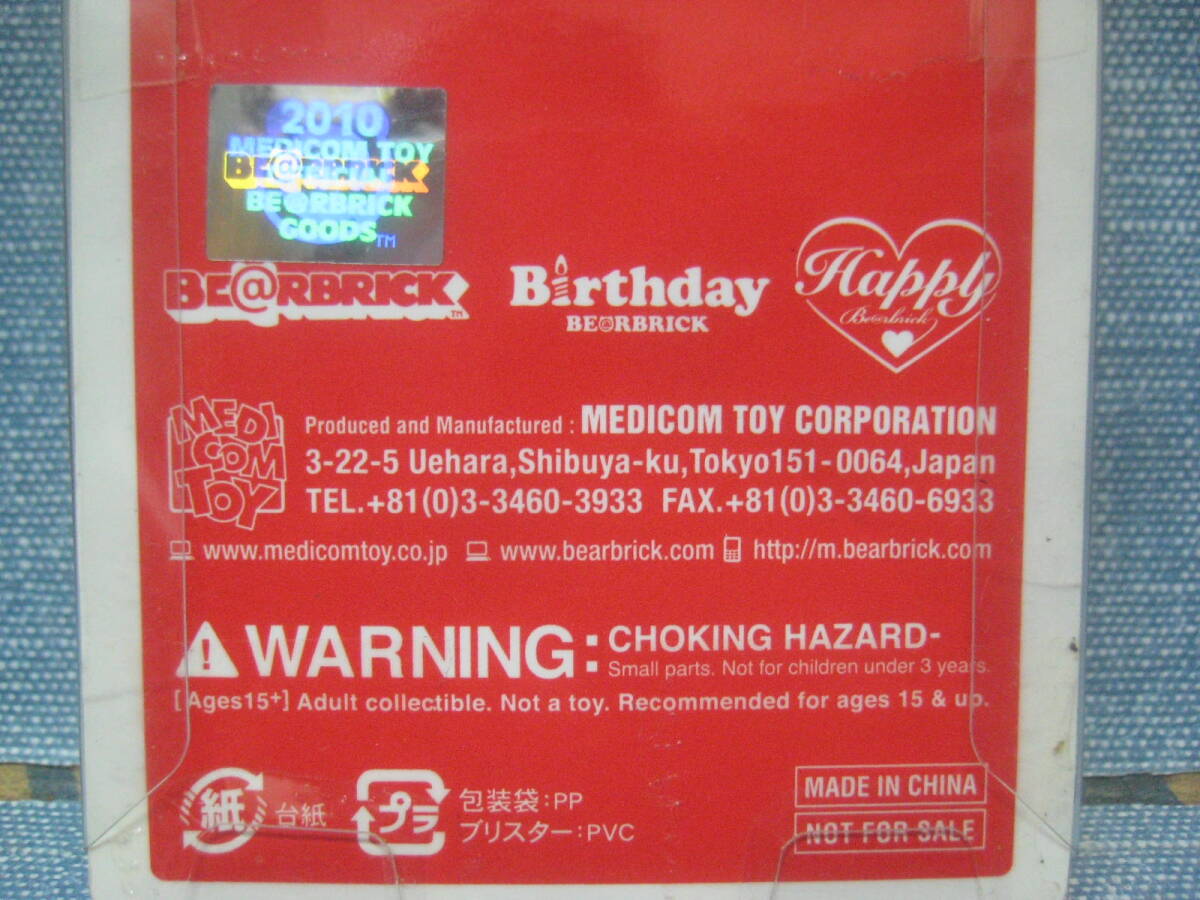 2010
MEDICOM TOY
BE@RBRICK
BE@RBRICK
GOODS TM
BE@RBRICK TM
Birthday
BE@RBRICK
Happy
Be@rbrick
MEDI
COM
TOY
Produced and Manufactured : MEDICOM TOY CORPORATION
3-22-5 Uehara,Shibuya-ku,Tokyo151-0064,Japan
TEL.+81(0)3-3460-3933 FAX.+81(0)3-3460-6933
www.medicomtoy.co.jp www.bearbrick.com http://m.bearbrick.com
WARNING: CHOKING HAZARD-
Small parts. Not for children under 3 years.
[Ages15+] Adult collectible. Not a toy. Recommended for ages 15 & up.
紙 台紙
プラ 包装袋:PP
ブリスター:PVC
MADE IN CHINA
NOT FOR SALE